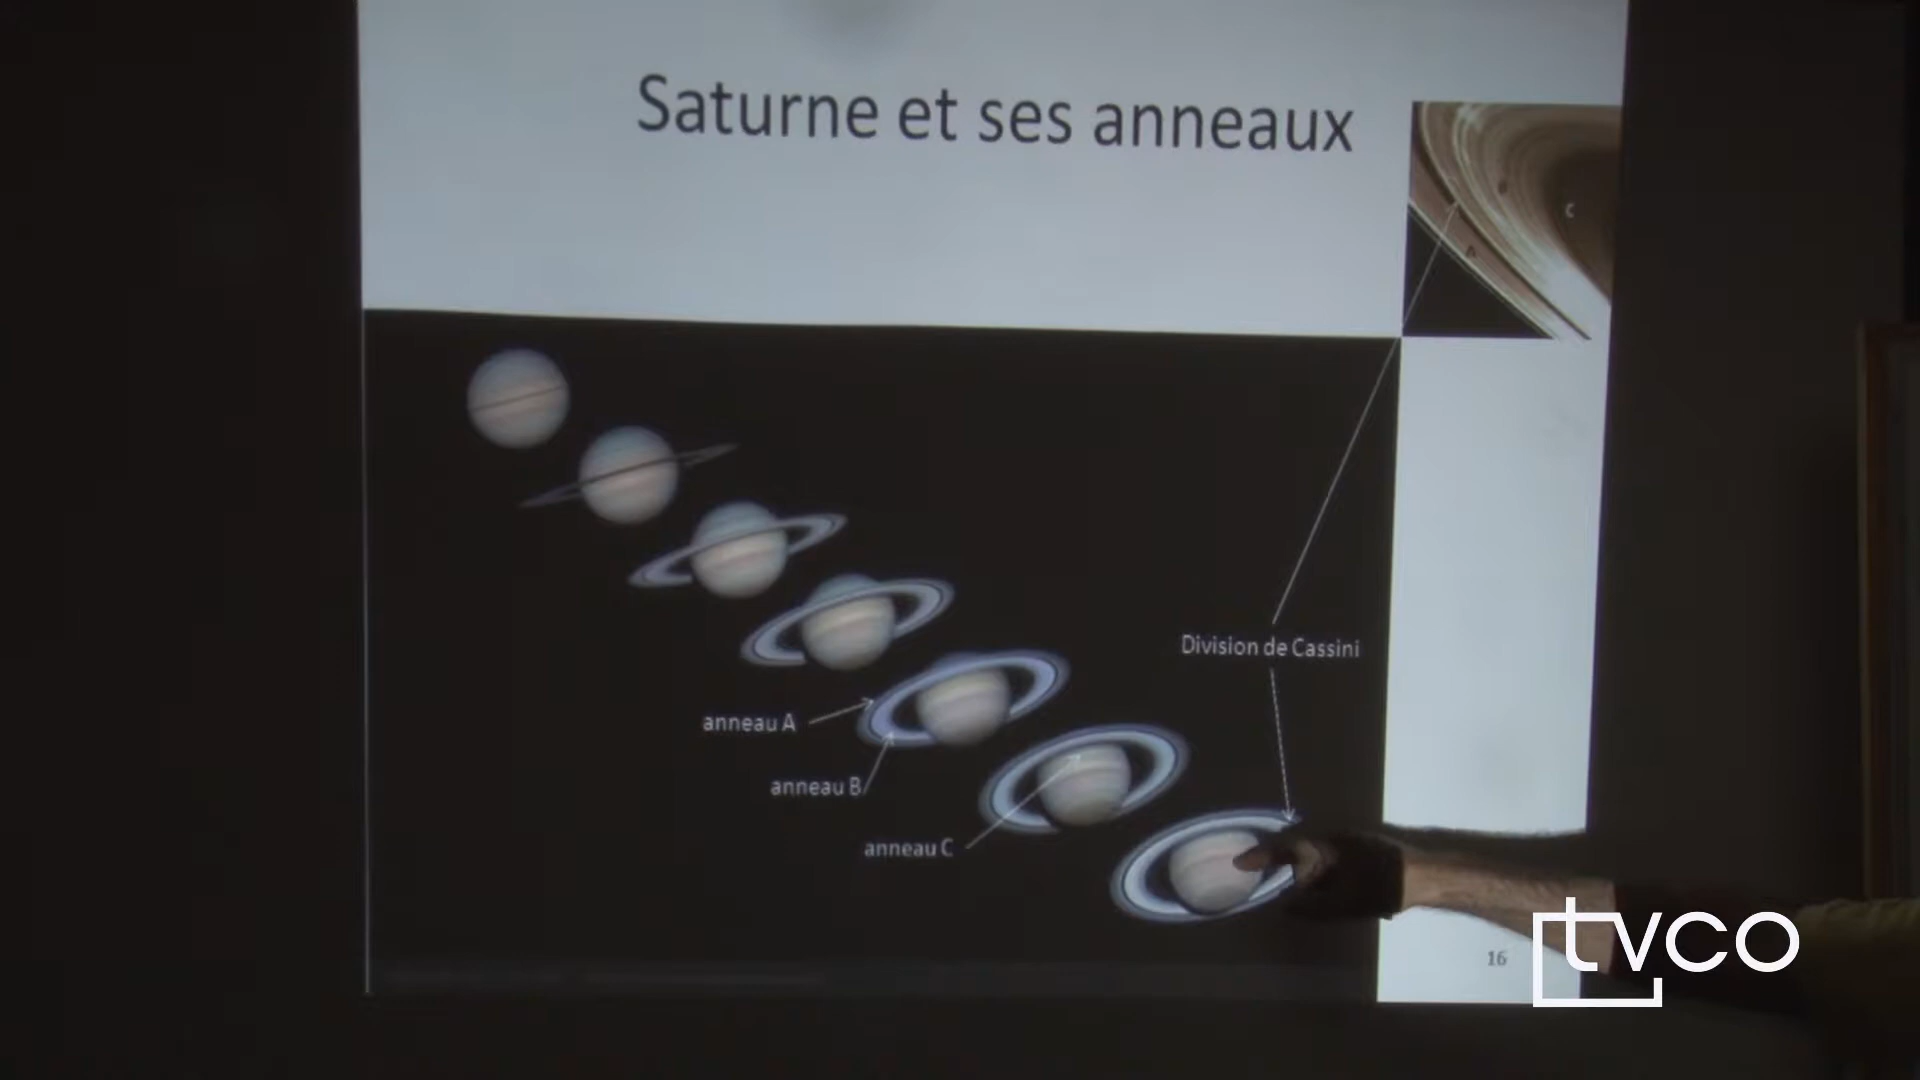 Saturne et ses anneaux
C
B
A
Division de Cassini
anneau A
anneau B
anneau C
16
tvco